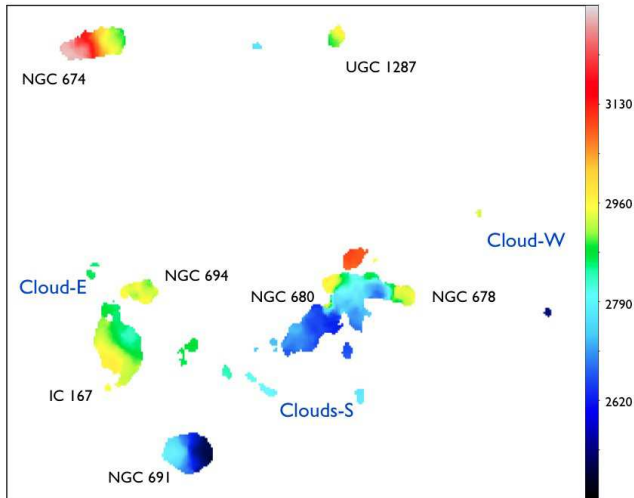 NGC 674
UGC 1287
3130
2960
Cloud-W
Cloud-E
NGC 694
NGC 680
NGC 678
2790
IC 167
Clouds-S
2620
NGC 691